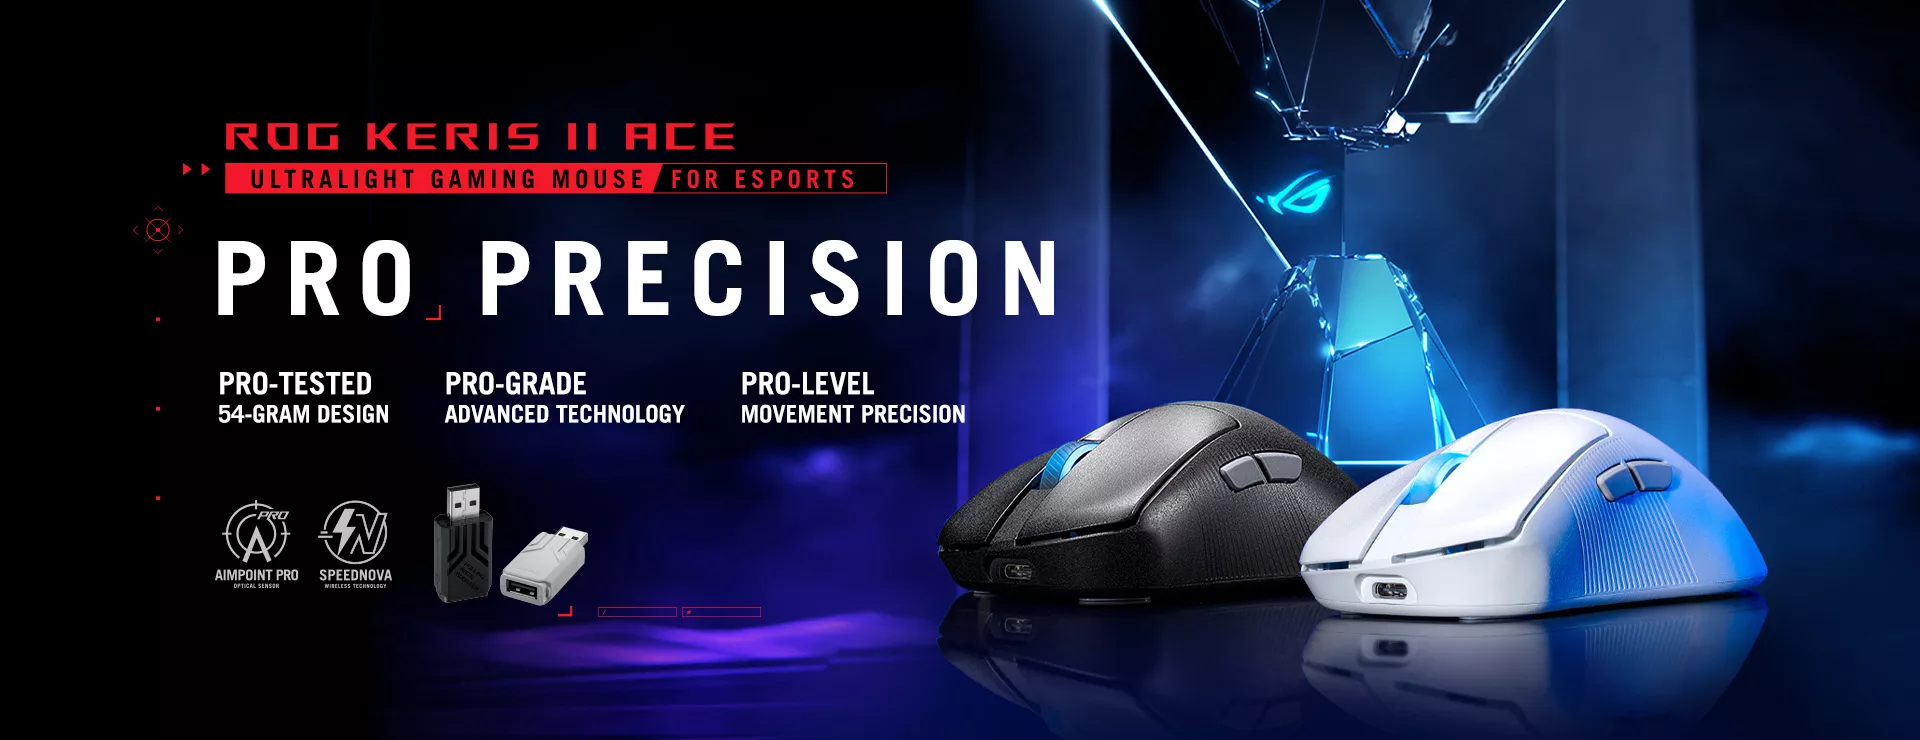 ROG KERIS II ACE
ULTRALIGHT GAMING MOUSE FOR ESPORTS
PRO PRECISION
PRO-TESTED
54-GRAM DESIGN
PRO-GRADE
ADVANCED TECHNOLOGY
PRO-LEVEL
MOVEMENT PRECISION
PRO
AIMPOINT PRO
OPTICAL SENSOR
SPEEDNOVA
WIRELESS TECHNOLOGY